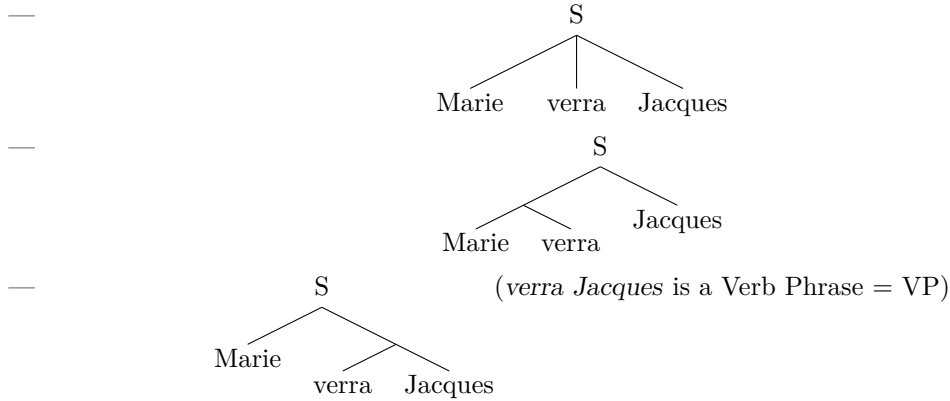 —
S
Marie verra Jacques
—
S
Jacques
Marie verra
— S (verra Jacques is a Verb Phrase = VP)
Marie
verra Jacques